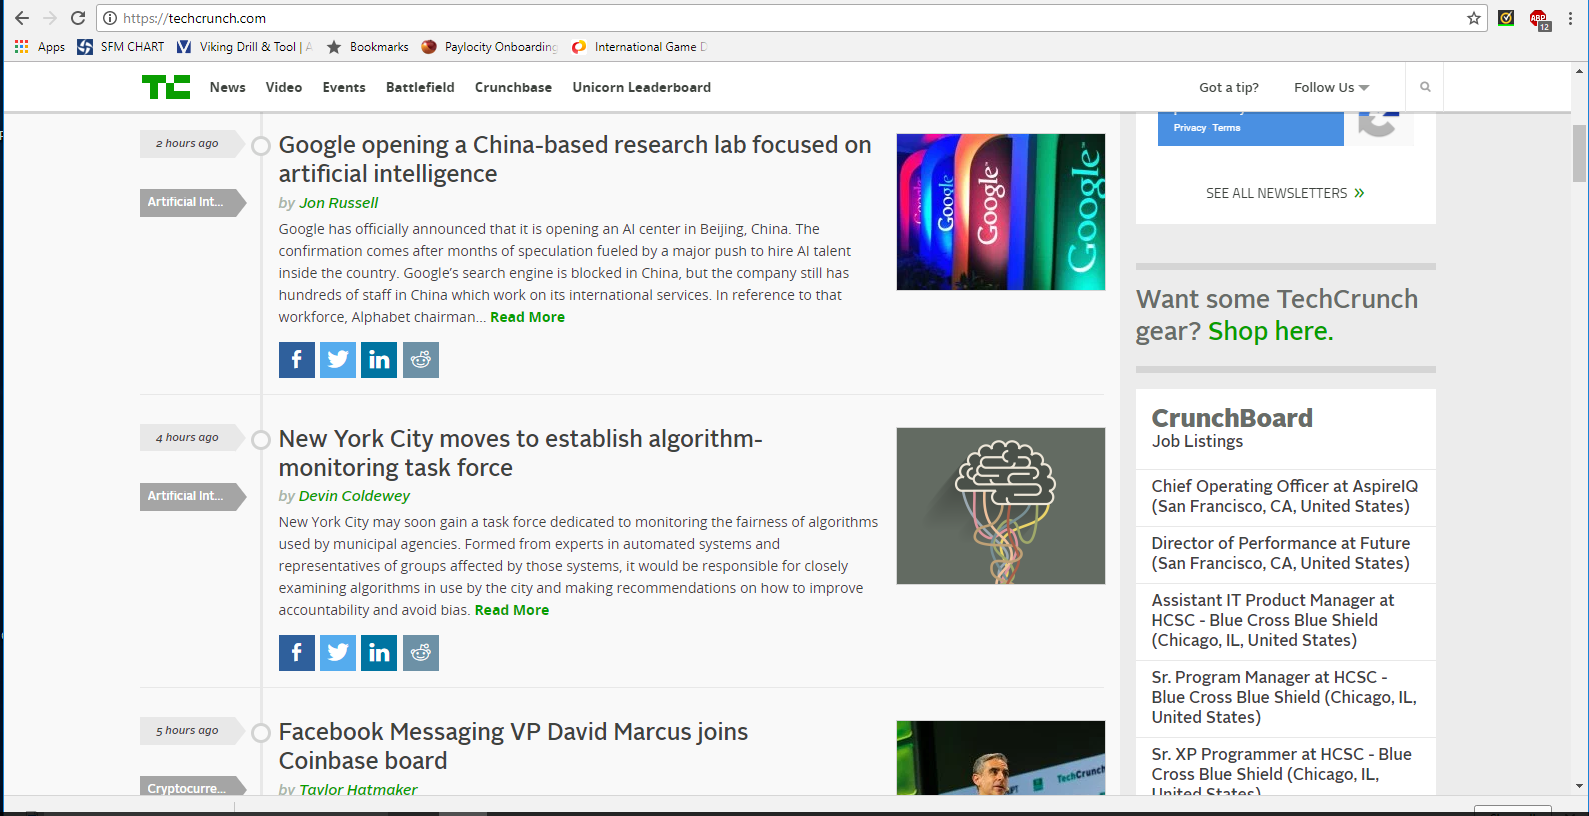 https://techcrunch.com
ABP
12
Apps
SFM CHART
Viking Drill & Tool | A
Bookmarks
Paylocity Onboarding
International Game D
TC
News
Video
Events
Battlefield
Crunchbase
Unicorn Leaderboard
Got a tip?
Follow Us
2 hours ago
Artificial Int...
Google opening a China-based research lab focused on
artificial intelligence
by Jon Russell
Google has officially announced that it is opening an AI center in Beijing, China. The
confirmation comes after months of speculation fueled by a major push to hire AI talent
inside the country. Google’s search engine is blocked in China, but the company still has
hundreds of staff in China which work on its international services. In reference to that
workforce, Alphabet chairman... Read More
Google
Google
Google
Google
4 hours ago
Artificial Int...
New York City moves to establish algorithm-
monitoring task force
by Devin Coldewey
New York City may soon gain a task force dedicated to monitoring the fairness of algorithms
used by municipal agencies. Formed from experts in automated systems and
representatives of groups affected by those systems, it would be responsible for closely
examining algorithms in use by the city and making recommendations on how to improve
accountability and avoid bias. Read More
5 hours ago
Cryptocurre...
Facebook Messaging VP David Marcus joins
Coinbase board
by Taylor Hatmaker
TechCrunch
Privacy Terms
SEE ALL NEWSLETTERS »
Want some TechCrunch
gear? Shop here.
CrunchBoard
Job Listings
Chief Operating Officer at AspireIQ
(San Francisco, CA, United States)
Director of Performance at Future
(San Francisco, CA, United States)
Assistant IT Product Manager at
HCSC - Blue Cross Blue Shield
(Chicago, IL, United States)
Sr. Program Manager at HCSC -
Blue Cross Blue Shield (Chicago, IL,
United States)
Sr. XP Programmer at HCSC - Blue
Cross Blue Shield (Chicago, IL,
United States)